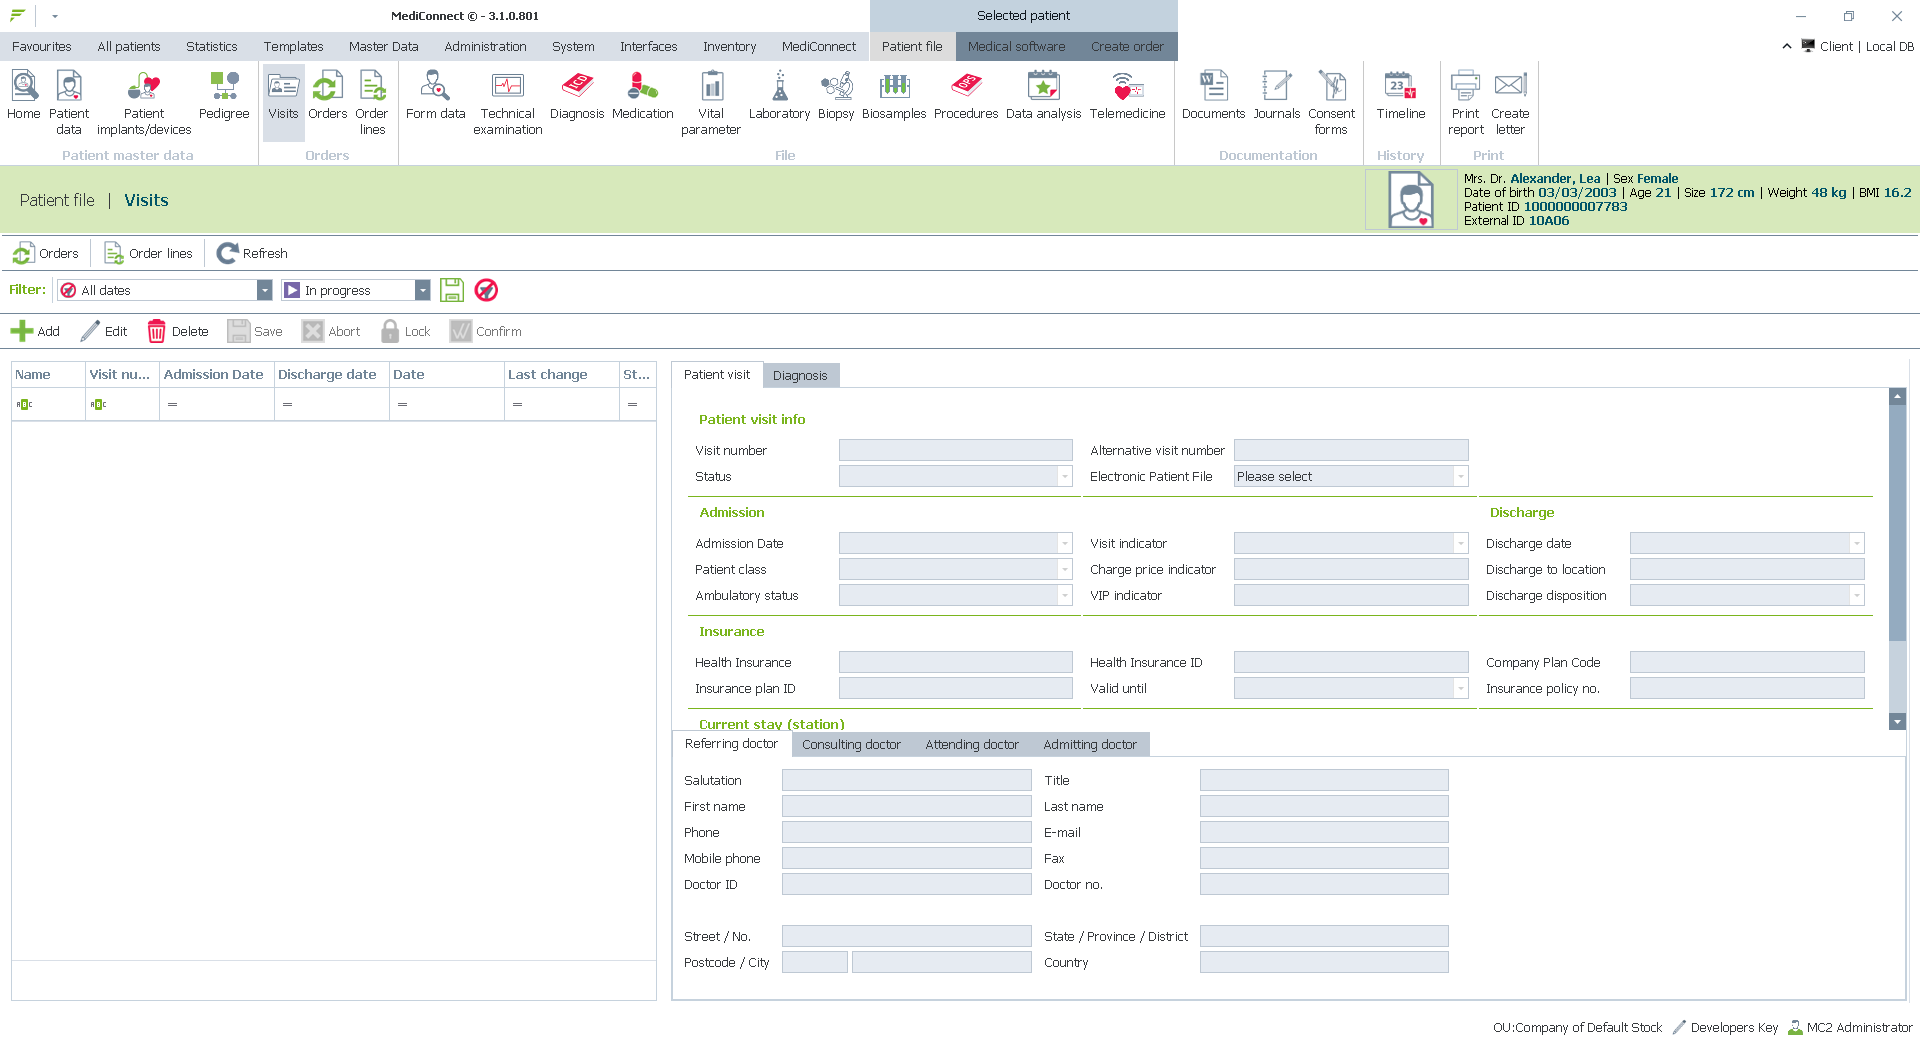 MediConnect © - 3.1.0.801
Selected patient
Favourites All patients Statistics Templates Master Data Administration System Interfaces Inventory MediConnect Patient file Medical software Create order
Client | Local DB
Home
Patient data
Patient implants/devices
Pedigree
Patient master data
Visits
Orders
Order lines
Orders
Form data
Technical examination
Diagnosis
Medication
Vital parameter
Laboratory
Biopsy
Biosamples
Procedures
Data analysis
Telemedicine
File
Documents
Journals
Consent forms
Documentation
Timeline
History
Print report
Create letter
Print
Patient file | Visits
Mrs. Dr. Alexander, Lea | Sex Female
Date of birth 03/03/2003 | Age 21 | Size 172 cm | Weight 48 kg | BMI 16.2
Patient ID 1000000007783
External ID 10A06
Orders Order lines Refresh
Filter: All dates In progress
Add Edit Delete Save Abort Lock Confirm
Name Visit nu... Admission Date Discharge date Date Last change St...
Patient visit Diagnosis
Patient visit info
Visit number Alternative visit number
Status Electronic Patient File Please select
Admission Discharge
Admission Date Visit indicator Discharge date
Patient class Charge price indicator Discharge to location
Ambulatory status VIP indicator Discharge disposition
Insurance
Health Insurance Health Insurance ID Company Plan Code
Insurance plan ID Valid until Insurance policy no.
Current stay (station)
Referring doctor Consulting doctor Attending doctor Admitting doctor
Salutation Title
First name Last name
Phone E-mail
Mobile phone Fax
Doctor ID Doctor no.
Street / No. State / Province / District
Postcode / City Country
OU:Company of Default Stock Developers Key MC2 Administrator